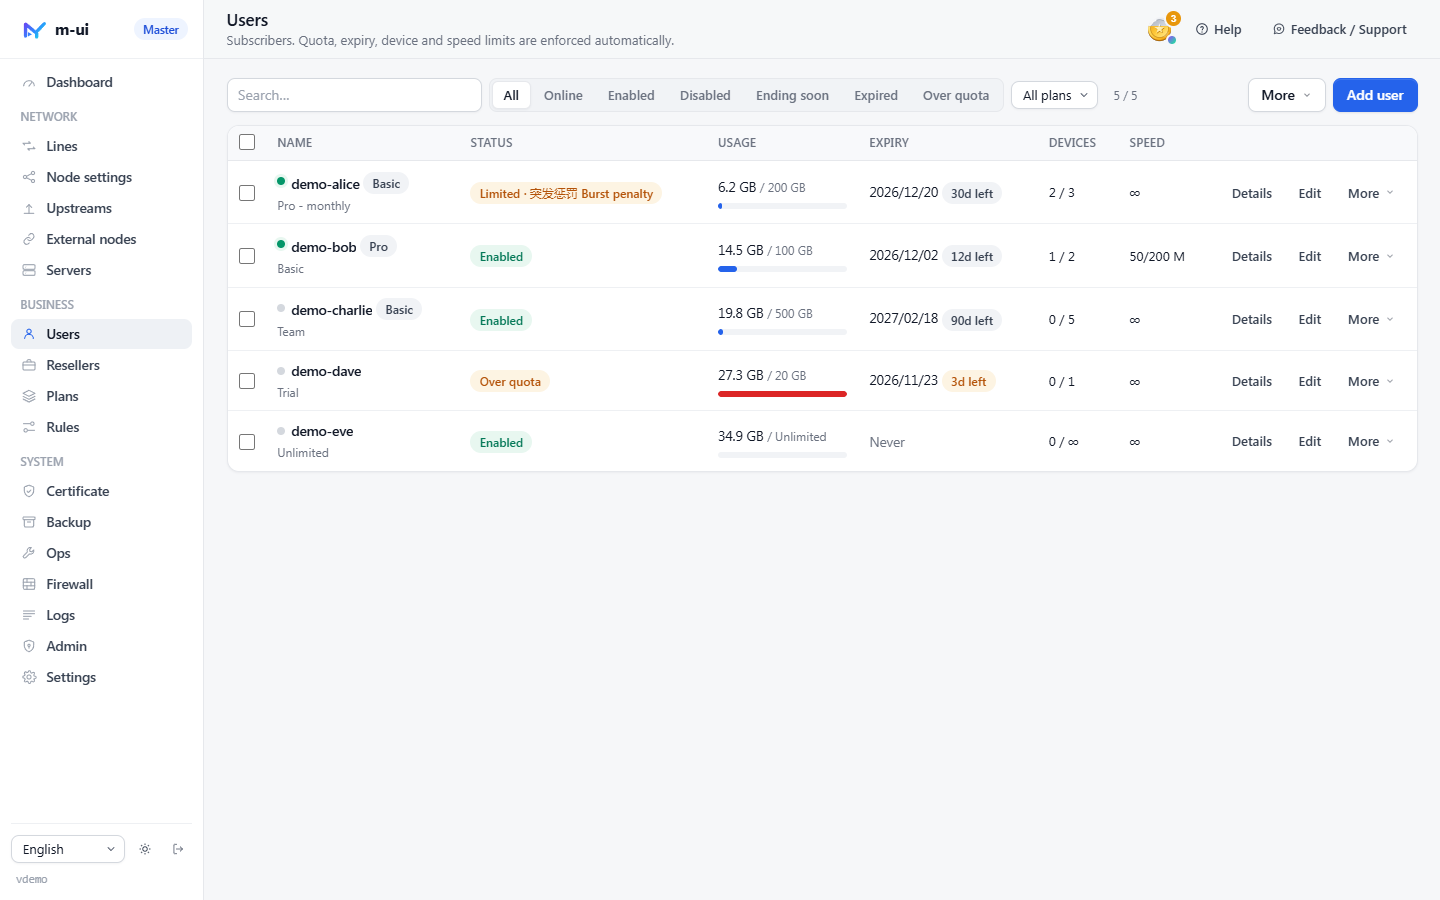 m-ui
Master
Dashboard
NETWORK
Lines
Node settings
Upstreams
External nodes
Servers
BUSINESS
Users
Resellers
Plans
Rules
SYSTEM
Certificate
Backup
Ops
Firewall
Logs
Admin
Settings
English
vdemo
Users
Subscribers. Quota, expiry, device and speed limits are enforced automatically.
3
Help
Feedback / Support
Search...
All
Online
Enabled
Disabled
Ending soon
Expired
Over quota
All plans
5 / 5
More
Add user
NAME STATUS USAGE EXPIRY DEVICES SPEED
demo-alice Basic
Pro - monthly
Limited · 突发惩罚 Burst penalty
6.2 GB / 200 GB
2026/12/20 30d left
2 / 3
∞
Details Edit More
demo-bob Pro
Basic
Enabled
14.5 GB / 100 GB
2026/12/02 12d left
1 / 2
50/200 M
Details Edit More
demo-charlie Basic
Team
Enabled
19.8 GB / 500 GB
2027/02/18 90d left
0 / 5
∞
Details Edit More
demo-dave
Trial
Over quota
27.3 GB / 20 GB
2026/11/23 3d left
0 / 1
∞
Details Edit More
demo-eve
Unlimited
Enabled
34.9 GB / Unlimited
Never
0 / ∞
∞
Details Edit More